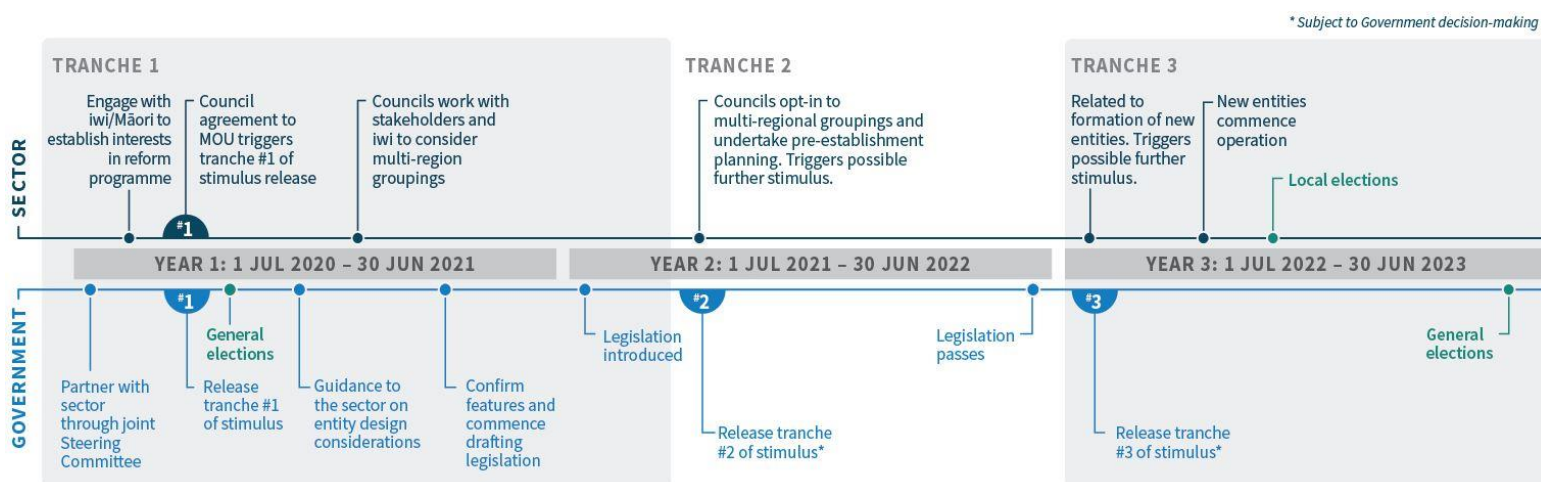 * Subject to Government decision-making
TRANCHE 1
TRANCHE 2
TRANCHE 3
SECTOR
Engage with
iwi/Māori to
establish interests
in reform
programme
#1
Council
agreement to
MOU triggers
tranche #1 of
stimulus release
Councils work with
stakeholders and
iwi to consider
multi-region
groupings
Councils opt-in to
multi-regional groupings and
undertake pre-establishment
planning. Triggers possible
further stimulus.
Related to
formation of new
entities. Triggers
possible further
stimulus.
New entities
commence
operation
Local elections
YEAR 1: 1 JUL 2020 – 30 JUN 2021
YEAR 2: 1 JUL 2021 – 30 JUN 2022
YEAR 3: 1 JUL 2022 – 30 JUN 2023
GOVERNMENT
Partner with
sector
through joint
Steering
Committee
#1
Release
tranche #1
of stimulus
General
elections
Guidance to
the sector on
entity design
considerations
Confirm
features and
commence
drafting
legislation
Legislation
introduced
#2
Release tranche
#2 of stimulus*
Legislation
passes
#3
Release tranche
#3 of stimulus*
General
elections